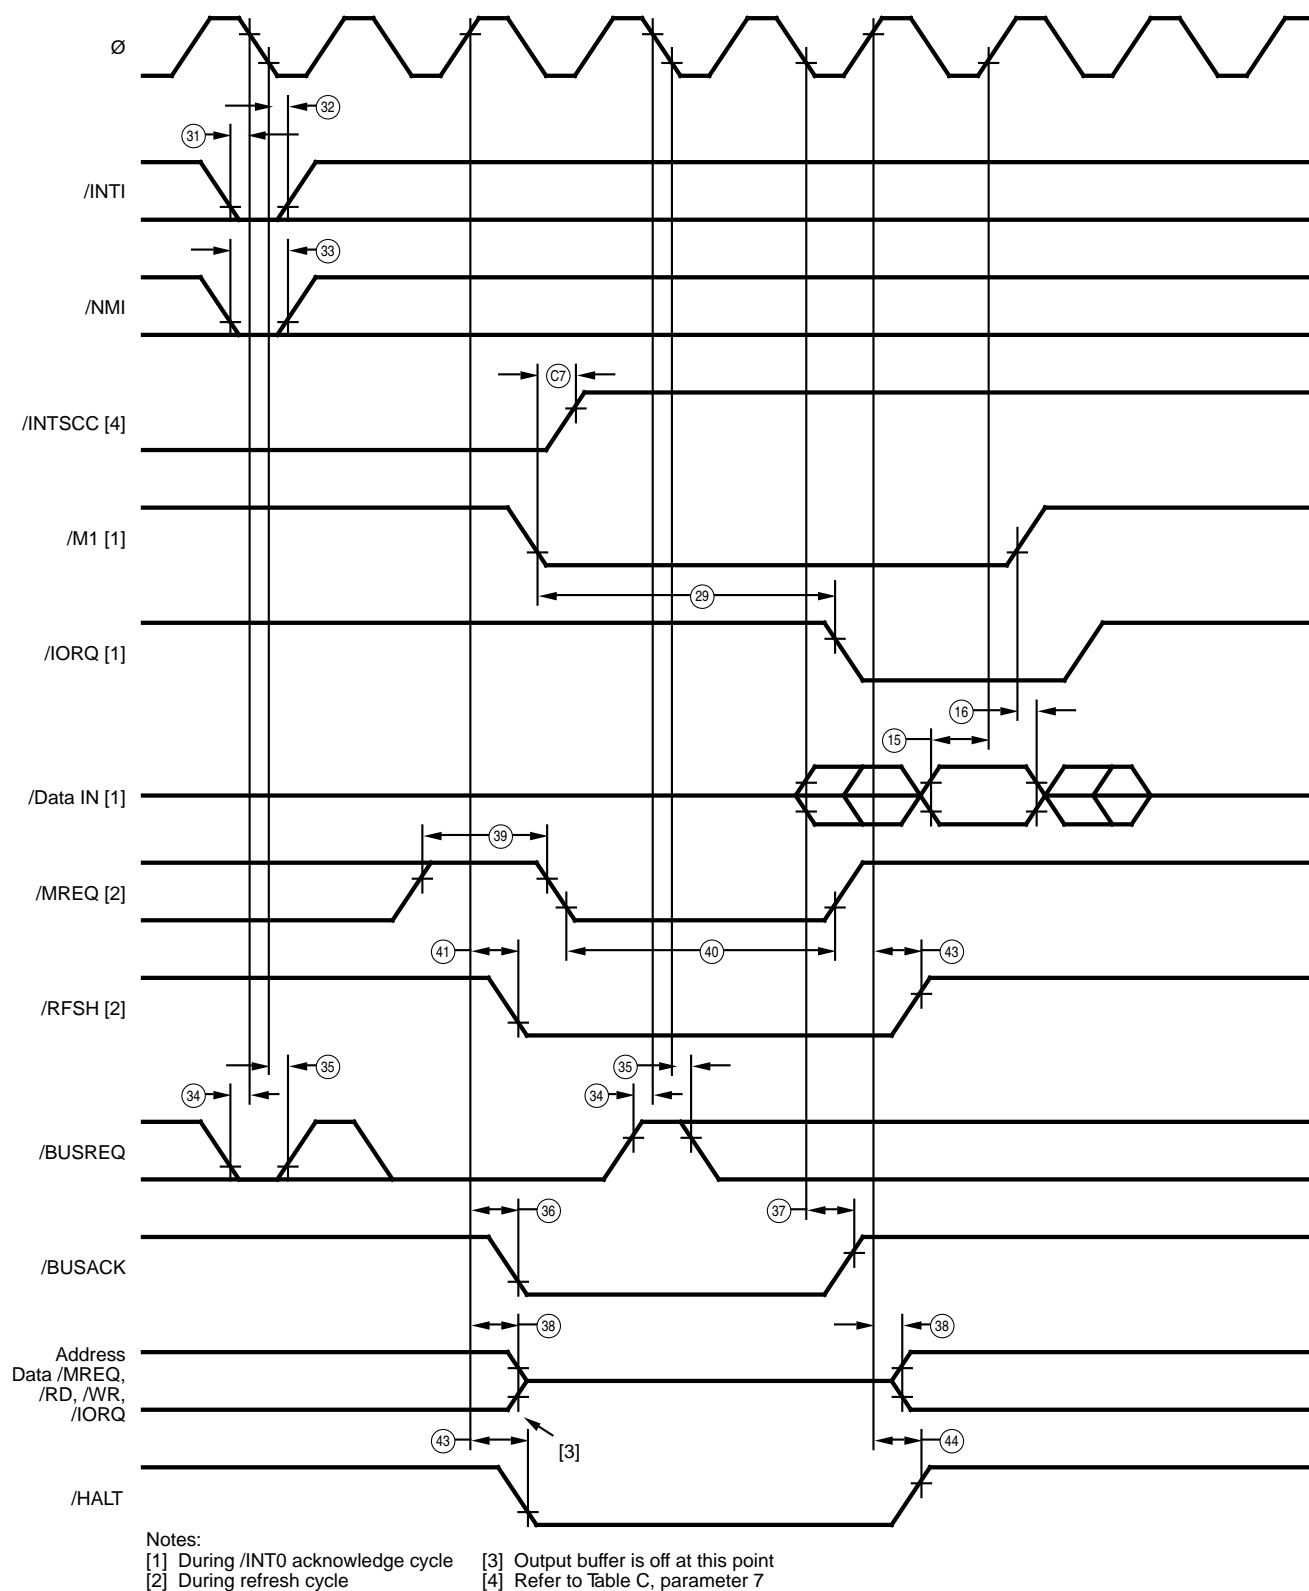 Ø
32
31
/INTI
33
/NMI
C7
/INTSCC [4]
/M1 [1]
29
/IORQ [1]
16
15
/Data IN [1]
39
/MREQ [2]
41
40
43
/RFSH [2]
35
35
34
34
/BUSREQ
36
37
/BUSACK
38
38
Address
Data /MREQ,
/RD, /WR,
/IORQ
43
[3]
44
/HALT
Notes:
[1] During /INT0 acknowledge cycle [3] Output buffer is off at this point
[2] During refresh cycle [4] Refer to Table C, parameter 7